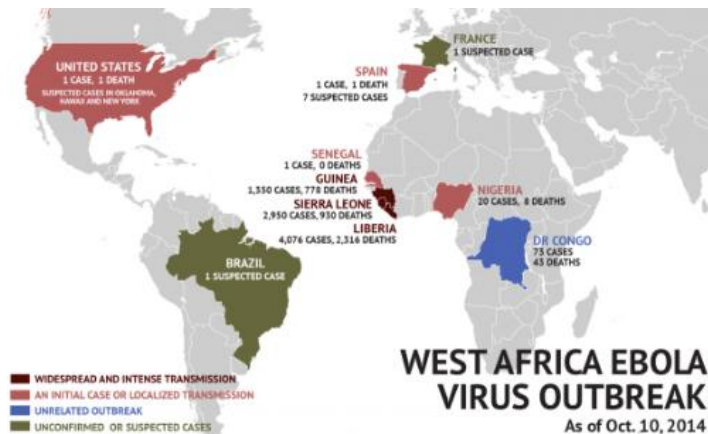 FRANCE
1 SUSPECTED CASE
UNITED STATES
1 CASE, 1 DEATH
SUSPECTED CASES IN OKLAHOMA,
HAWAII AND NEW YORK
SPAIN
1 CASE, 1 DEATH
7 SUSPECTED CASES
SENEGAL
1 CASE, 0 DEATHS
GUINEA
1,350 CASES, 778 DEATHS
SIERRA LEONE
2,950 CASES, 930 DEATHS
LIBERIA
4,076 CASES, 2,316 DEATHS
NIGERIA
20 CASES, 8 DEATHS
DR CONGO
73 CASES
43 DEATHS
BRAZIL
1 SUSPECTED CASE
WIDESPREAD AND INTENSE TRANSMISSION
AN INITIAL CASE OR LOCALIZED TRANSMISSION
UNRELATED OUTBREAK
UNCONFIRMED OR SUSPECTED CASES
WEST AFRICA EBOLA
VIRUS OUTBREAK
As of Oct. 10, 2014